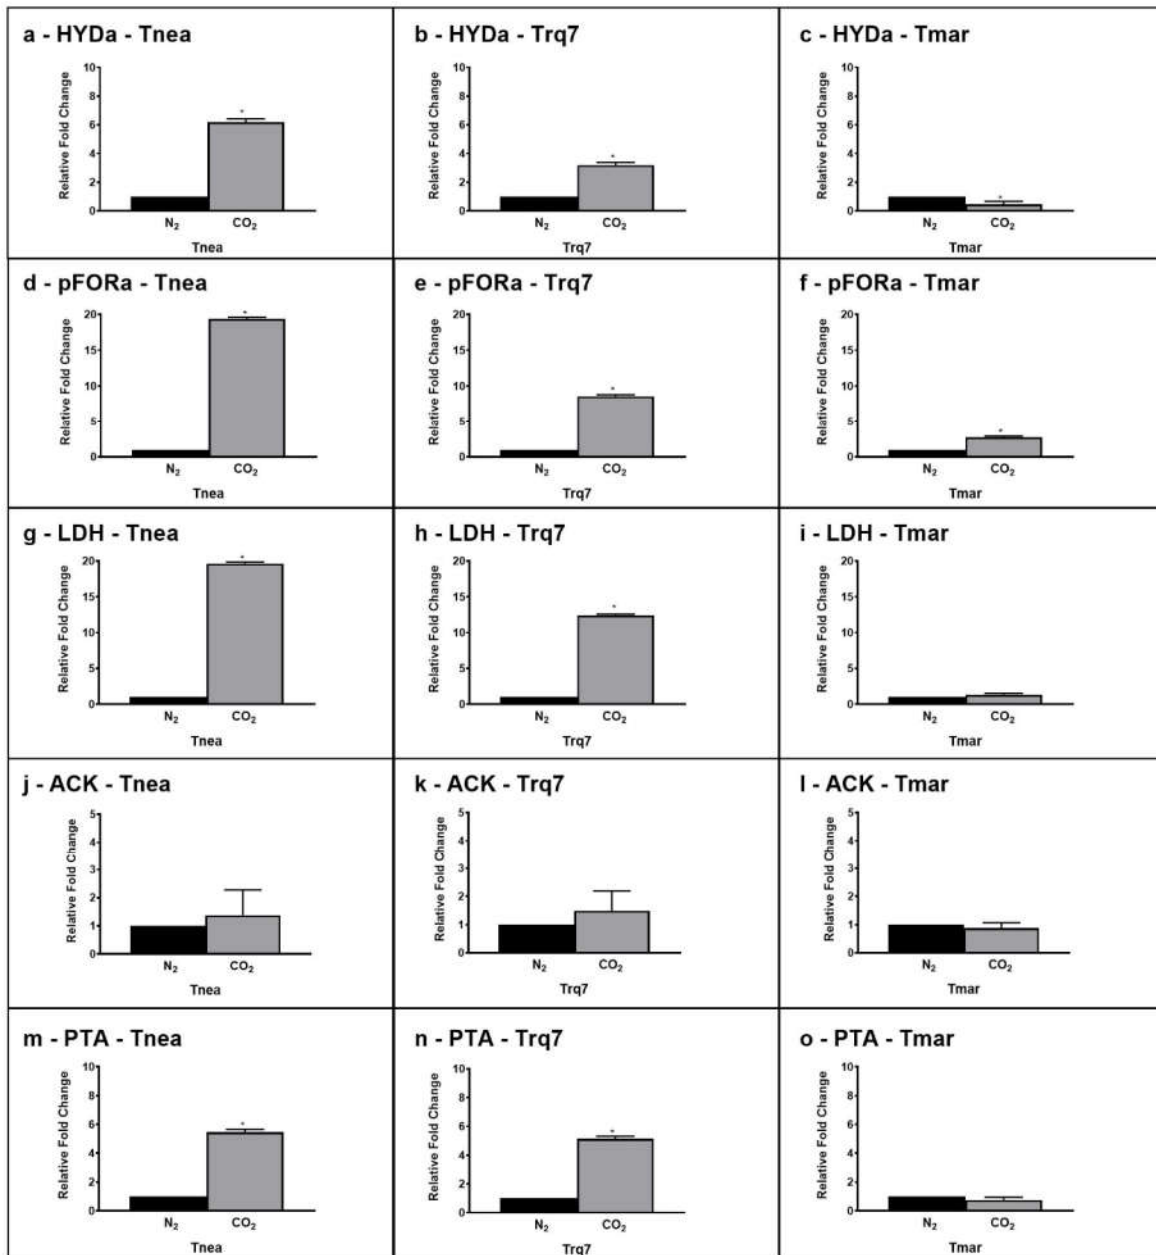 a - HYDa - Tnea
Relative Fold Change
10
8
6
4
2
0
*
N₂ CO₂
Tnea
b - HYDa - Trq7
Relative Fold Change
10
8
6
4
2
0
*
N₂ CO₂
Trq7
c - HYDa - Tmar
Relative Fold Change
10
8
6
4
2
0
*
N₂ CO₂
Tmar
d - pFORa - Tnea
Relative Fold Change
20
15
10
5
0
*
N₂ CO₂
Tnea
e - pFORa - Trq7
Relative Fold Change
20
15
10
5
0
*
N₂ CO₂
Trq7
f - pFORa - Tmar
Relative Fold Change
20
15
10
5
0
*
N₂ CO₂
Tmar
g - LDH - Tnea
Relative Fold Change
20
15
10
5
0
*
N₂ CO₂
Tnea
h - LDH - Trq7
Relative Fold Change
20
15
10
5
0
*
N₂ CO₂
Trq7
i - LDH - Tmar
Relative Fold Change
20
15
10
5
0
N₂ CO₂
Tmar
j - ACK - Tnea
Relative Fold Change
5
4
3
2
1
0
N₂ CO₂
Tnea
k - ACK - Trq7
Relative Fold Change
5
4
3
2
1
0
N₂ CO₂
Trq7
l - ACK - Tmar
Relative Fold Change
5
4
3
2
1
0
N₂ CO₂
Tmar
m - PTA - Tnea
Relative Fold Change
10
8
6
4
2
0
*
N₂ CO₂
Tnea
n - PTA - Trq7
Relative Fold Change
10
8
6
4
2
0
*
N₂ CO₂
Trq7
o - PTA - Tmar
Relative Fold Change
10
8
6
4
2
0
N₂ CO₂
Tmar